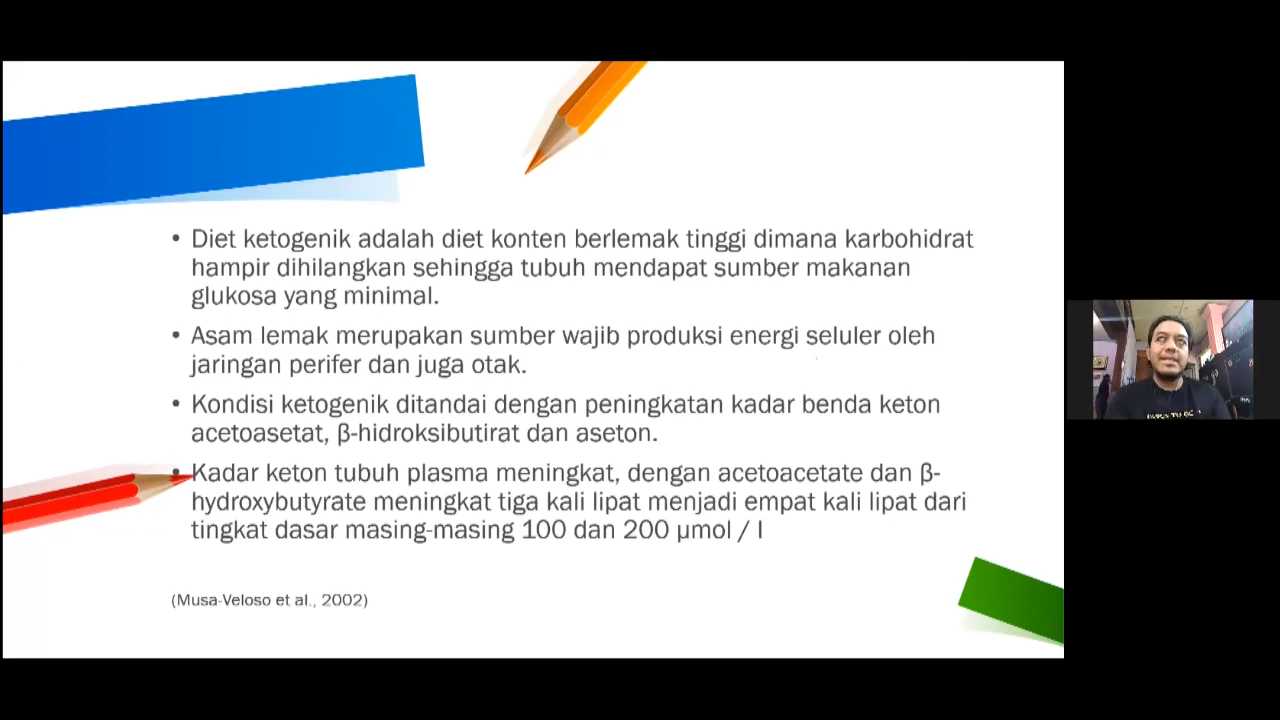 • Diet ketogenik adalah diet konten berlemak tinggi dimana karbohidrat
hampir dihilangkan sehingga tubuh mendapat sumber makanan
glukosa yang minimal.
• Asam lemak merupakan sumber wajib produksi energi seluler oleh
jaringan perifer dan juga otak.
• Kondisi ketogenik ditandai dengan peningkatan kadar benda keton
acetoasetat, β-hidroksibutirat dan aseton.
• Kadar keton tubuh plasma meningkat, dengan acetoacetate dan β-
hydroxybutyrate meningkat tiga kali lipat menjadi empat kali lipat dari
tingkat dasar masing-masing 100 dan 200 μmol / l
(Musa-Veloso et al., 2002)